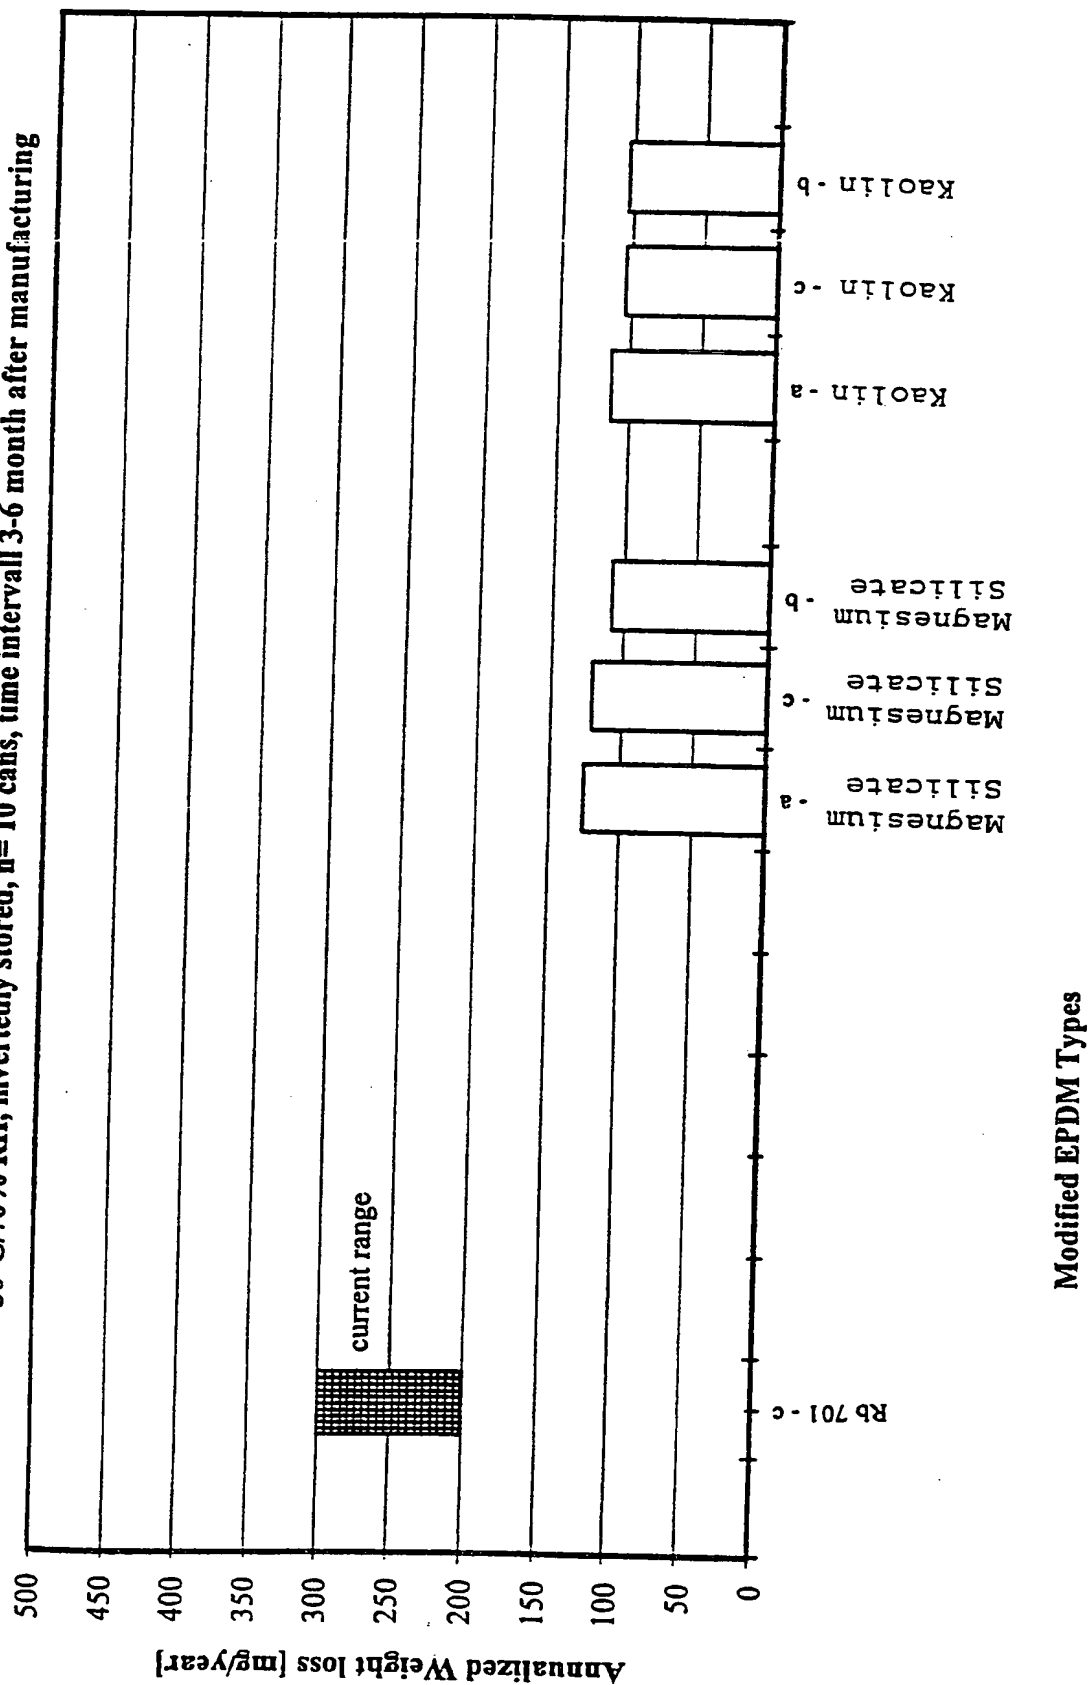 RH, invertedly stored, n= 10 cans, time intervall 3-6 month after manufacturing
Annualized Weight loss [mg/year]
500
450
400
350
300
250
200
150
100
50
0
current range
Rb 701 - c
Magnesium
Silicate - a
Magnesium
Silicate - c
Magnesium
Silicate - b
Kaolin - a
Kaolin - c
Kaolin - b
Modified EPDM Types